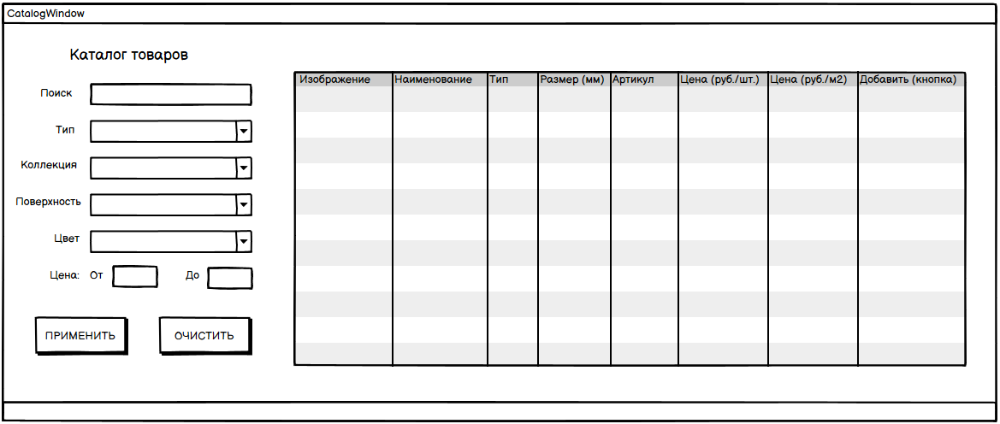 CatalogWindow
Каталог товаров
Поиск
Тип
Коллекция
Поверхность
Цвет
Цена: От До
ПРИМЕНИТЬ ОЧИСТИТЬ
Изображение Наименование Тип Размер (мм) Артикул Цена (руб./шт.) Цена (руб./м2) Добавить (кнопка)